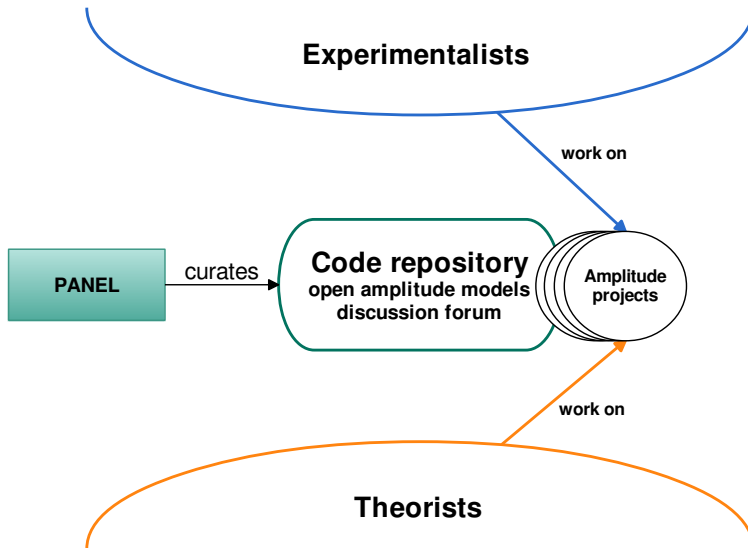 Experimentalists
work on
PANEL
curates
Code repository
open amplitude models
discussion forum
Amplitude
projects
work on
Theorists